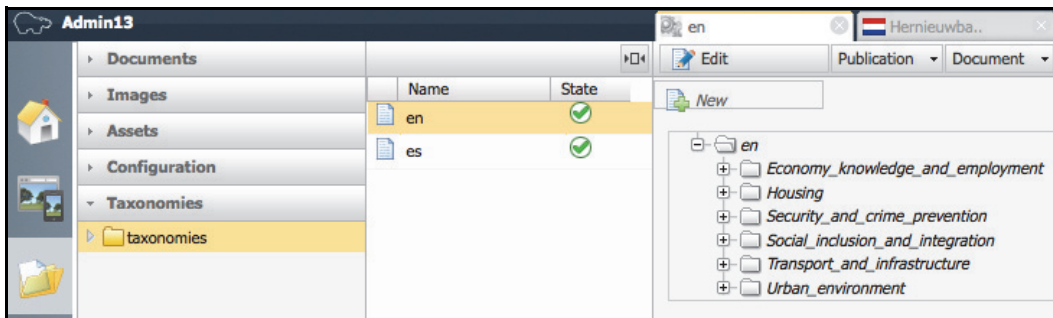 Admin13
en
Hernieuwba..
Documents
Images
Assets
Configuration
Taxonomies
taxonomies
Name State
en
es
Edit
Publication
Document
New
en
Economy_knowledge_and_employment
Housing
Security_and_crime_prevention
Social_inclusion_and_integration
Transport_and_infrastructure
Urban_environment